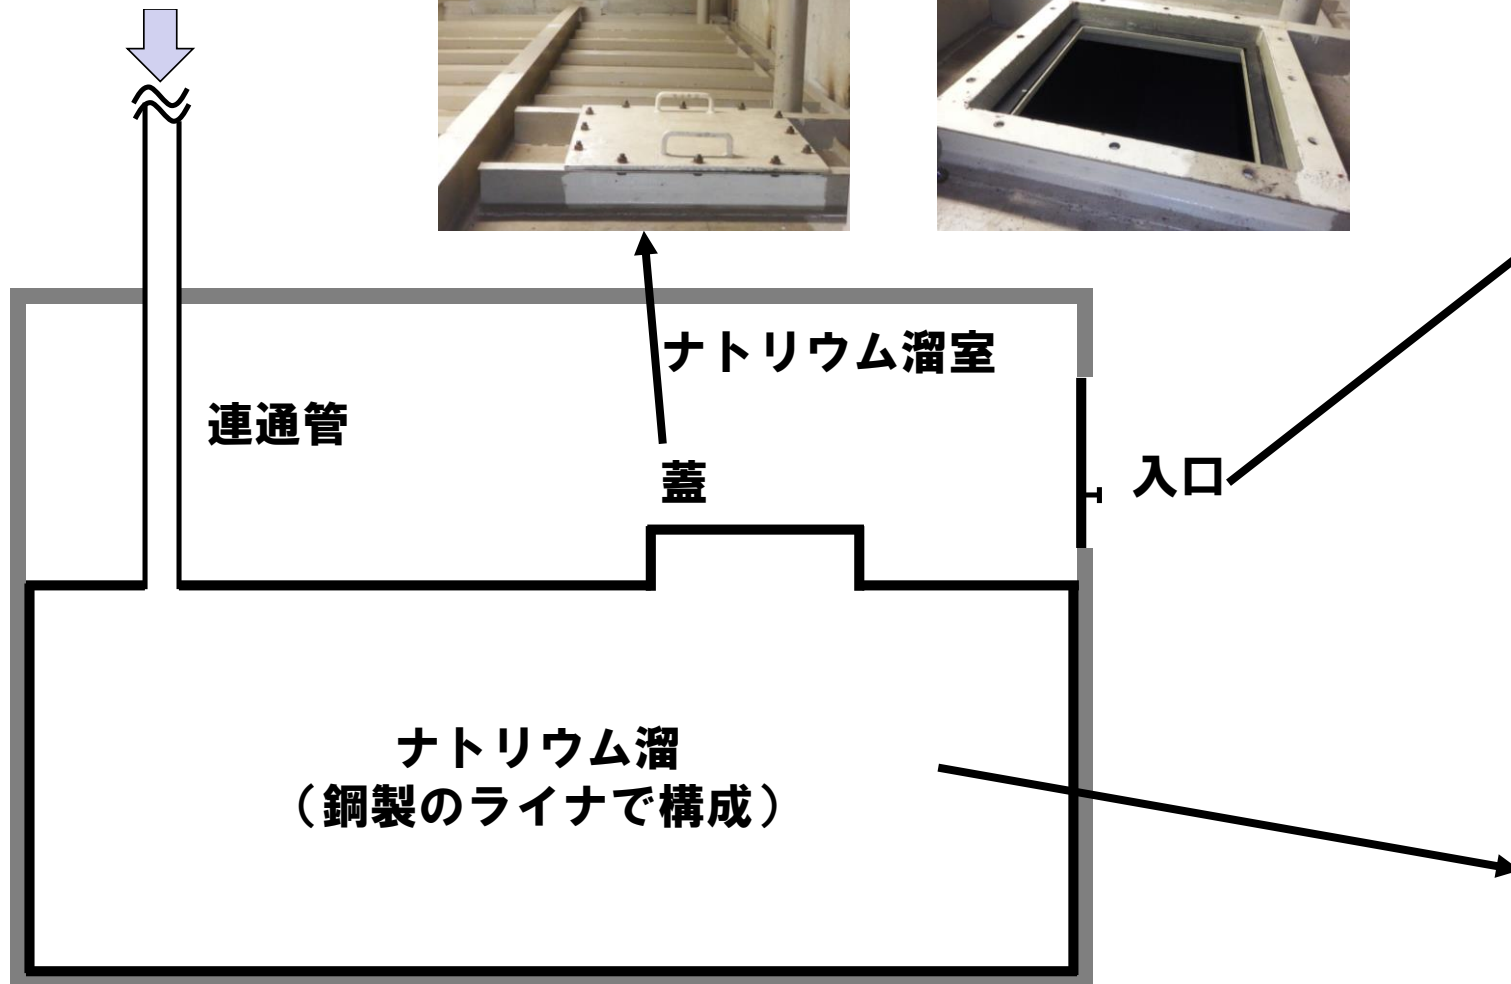 ナトリウム溜室
連通管
蓋
入口
ナトリウム溜
（鋼製のライナで構成）